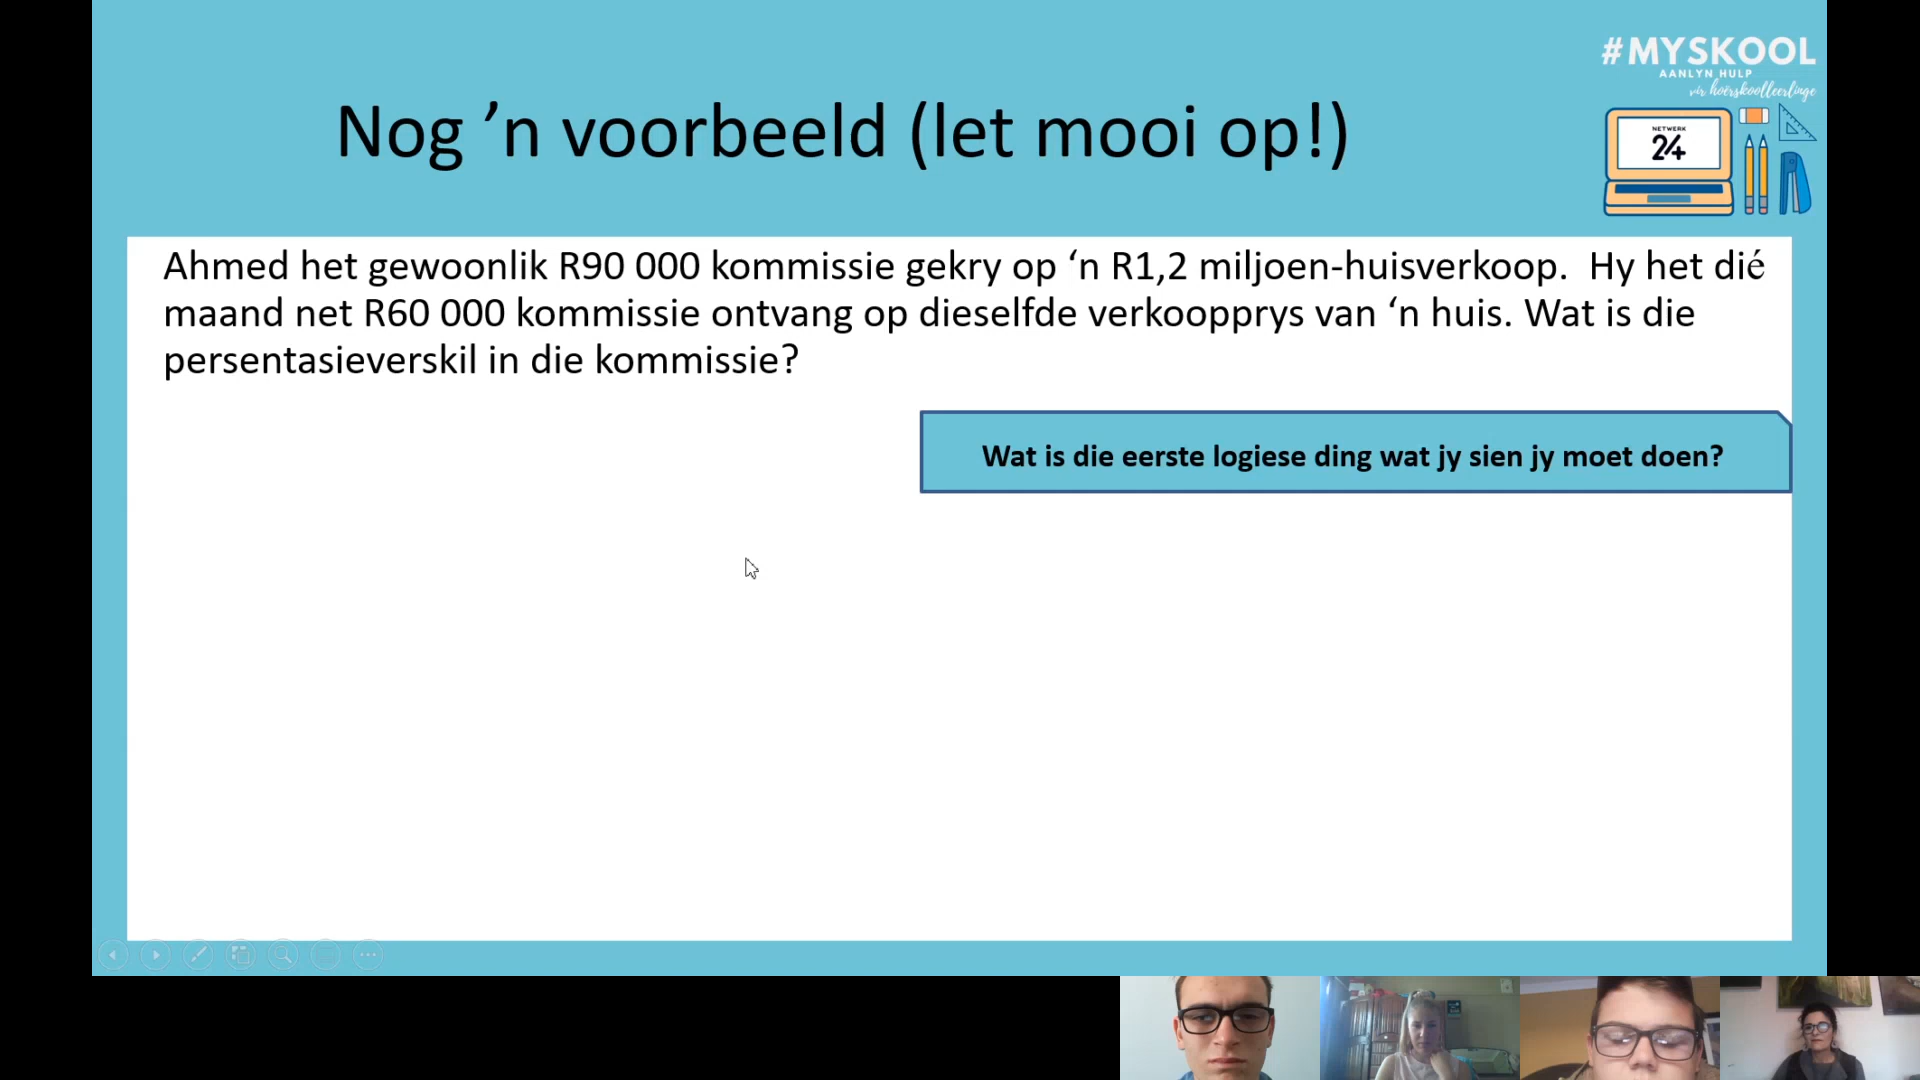 #MYSKOOL
AANLYN HULP
vir hoërskoolleerlinge
NETWERK
24
Nog ’n voorbeeld (let mooi op!)
Ahmed het gewoonlik R90 000 kommissie gekry op ‘n R1,2 miljoen-huisverkoop.  Hy het dié
maand net R60 000 kommissie ontvang op dieselfde verkoopprys van ‘n huis. Wat is die
persentasieverskil in die kommissie?
Wat is die eerste logiese ding wat jy sien jy moet doen?